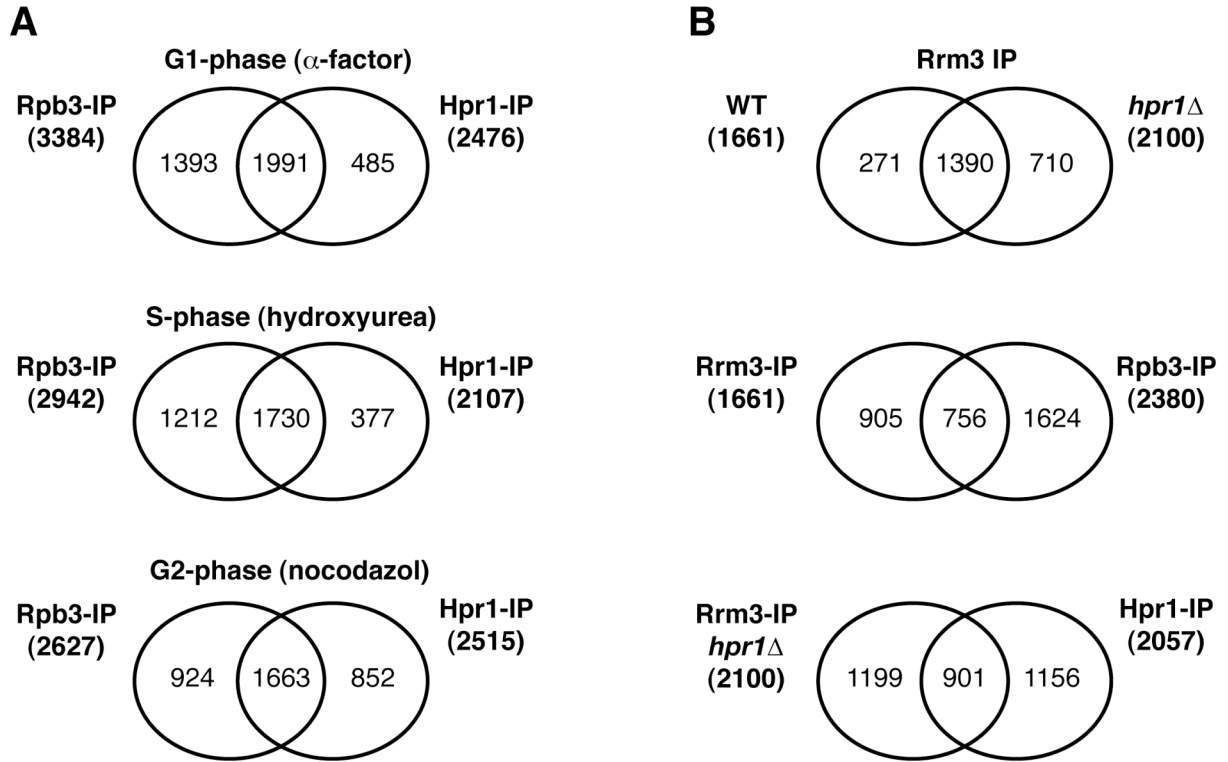 A
G1-phase (α-factor)
Rpb3-IP
(3384)
1393
1991
485
Hpr1-IP
(2476)
S-phase (hydroxyurea)
Rpb3-IP
(2942)
1212
1730
377
Hpr1-IP
(2107)
G2-phase (nocodazol)
Rpb3-IP
(2627)
924
1663
852
Hpr1-IP
(2515)
B
Rrm3 IP
WT
(1661)
271
1390
710
hpr1Δ
(2100)
Rrm3-IP
(1661)
905
756
1624
Rpb3-IP
(2380)
Rrm3-IP
hpr1Δ
(2100)
1199
901
1156
Hpr1-IP
(2057)